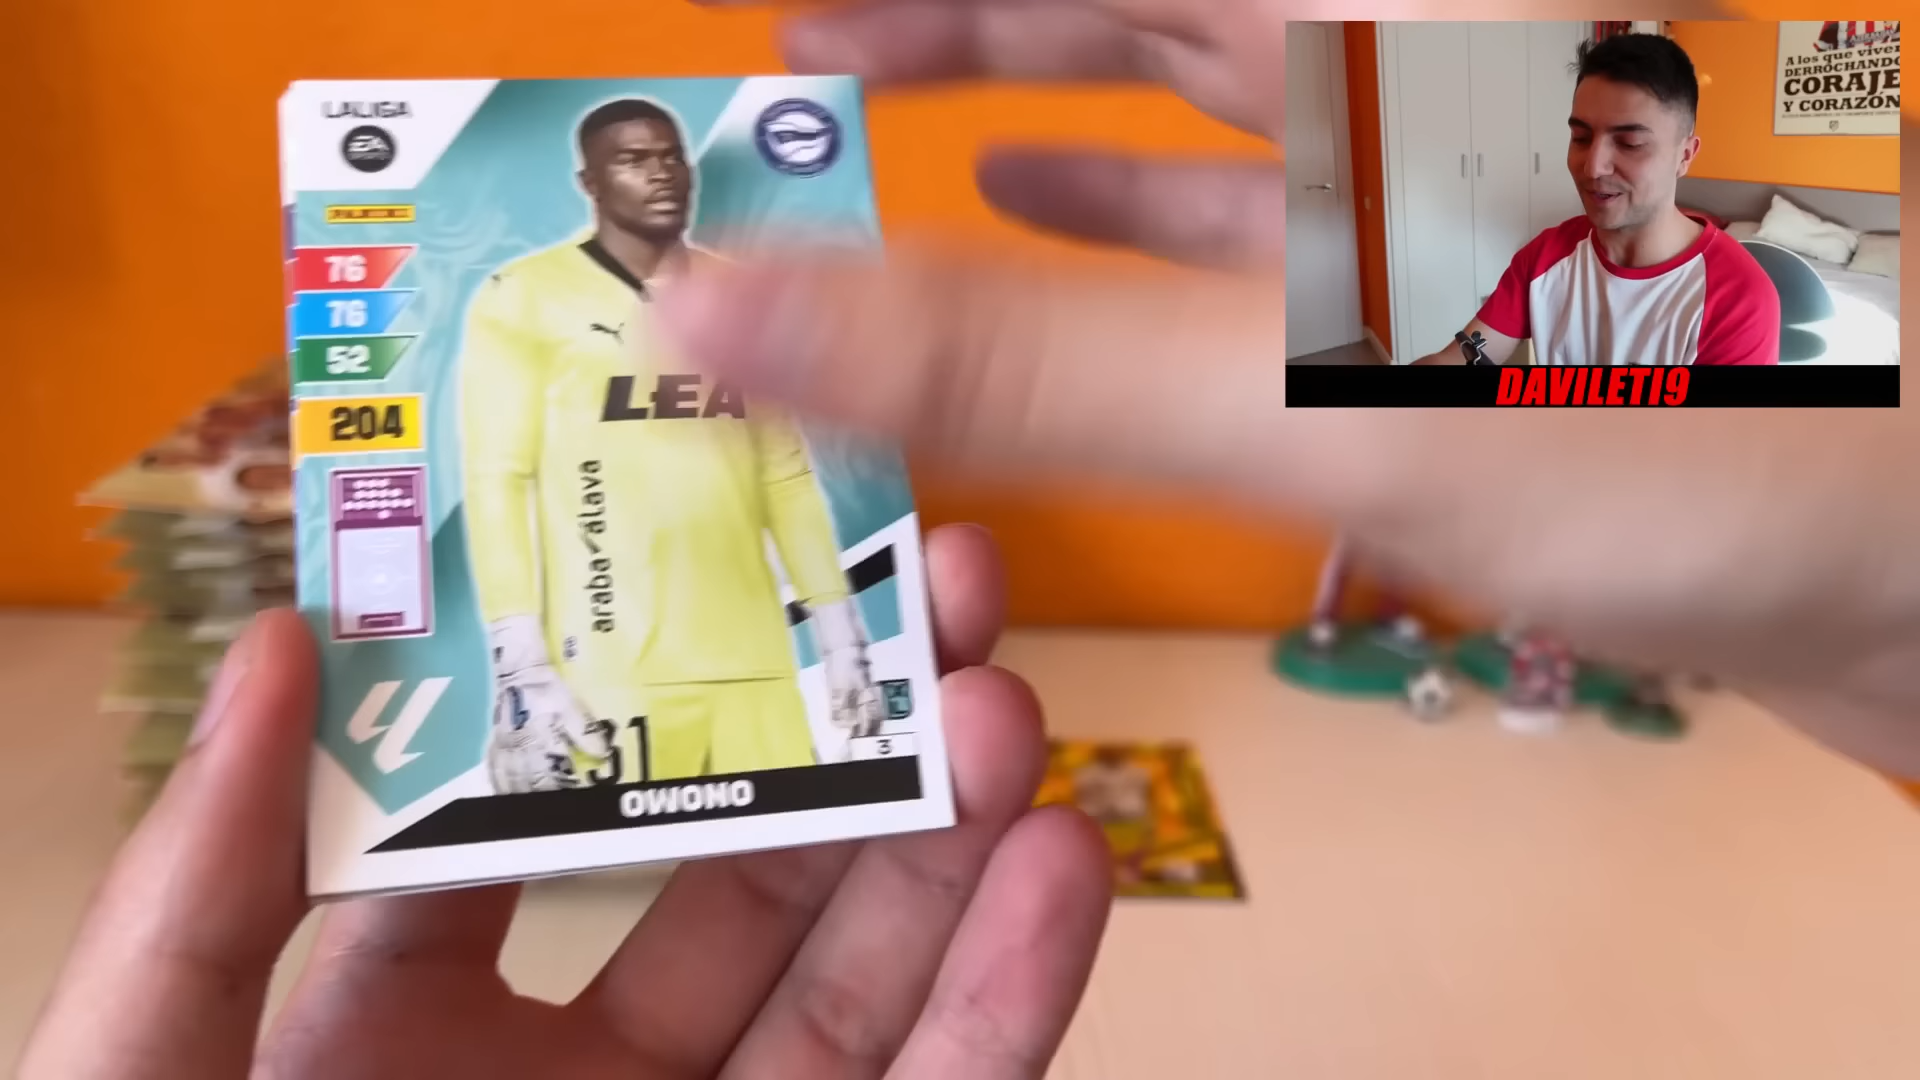 LALIGA
EA
SPORTS
PANINI
76
76
52
204
LEA
araba álava
31
3
OWONO
A los que viven
DERROCHANDO
CORAJE
Y CORAZÓN
DAVILETI9